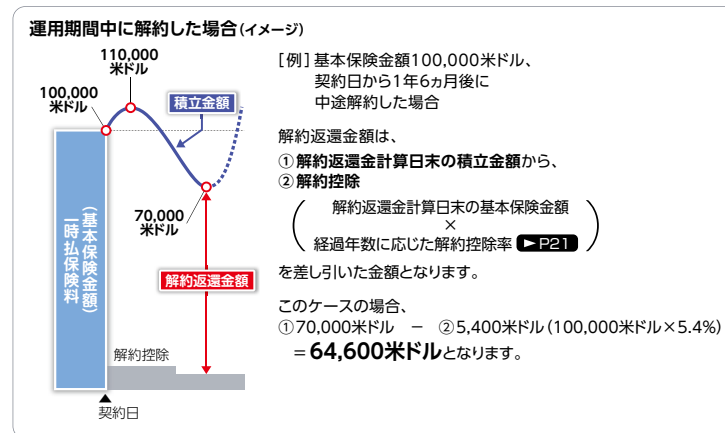 運用期間中に解約した場合(イメージ)
110,000
米ドル
100,000
米ドル
積立金額
70,000
米ドル
一時払保険料
(基本保険金額)
解約返還金額
解約控除
▲
契約日
[例]基本保険金額100,000米ドル、
契約日から1年6ヵ月後に
中途解約した場合
解約返還金額は、
①解約返還金計算日末の積立金額から、
②解約控除
( 解約返還金計算日末の基本保険金額
×
経過年数に応じた解約控除率 ►P21 )
を差し引いた金額となります。
このケースの場合、
①70,000米ドル - ②5,400米ドル(100,000米ドル×5.4%)
=64,600米ドルとなります。